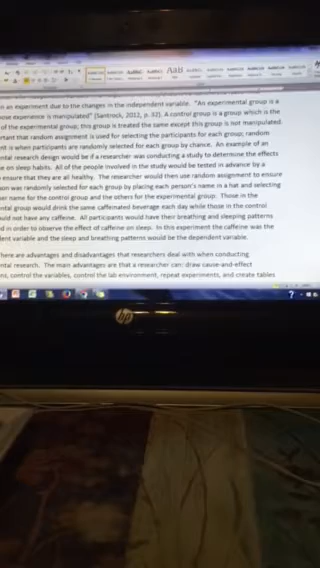 AaB
n an experiment due to the changes in the independent variable. "An experimental group is a
ose experience is manipulated" (Santrock, 2012, p. 32). A control group is a group which is the
of the experimental group; this group is treated the same except this group is not manipulated.
rtant that random assignment is used for selecting the participants for each group; random
nt is when participants are randomly selected for each group by chance. An example of an
ntal research design would be if a researcher was conducting a study to determine the effects
e on sleep habits. All of the people involved in the study would be tested in advance by a
ensure that they are all healthy. The researcher would then use random assignment to ensure
son was randomly selected for each group by placing each person's name in a hat and selecting
er name for the control group and the others for the experimental group. Those in the
ntal group would drink the same caffeinated beverage each day while those in the control
uld not have any caffeine. All participants would have their breathing and sleeping patterns
d in order to observe the effect of caffeine on sleep. In this experiment the caffeine was the
dent variable and the sleep and breathing patterns would be the dependent variable.
here are advantages and disadvantages that researchers deal with when conducting
ntal research. The main advantages are that a researcher can: draw cause-and-effect
ns, control the variables, control the lab environment, repeat experiments, and create tables
hp